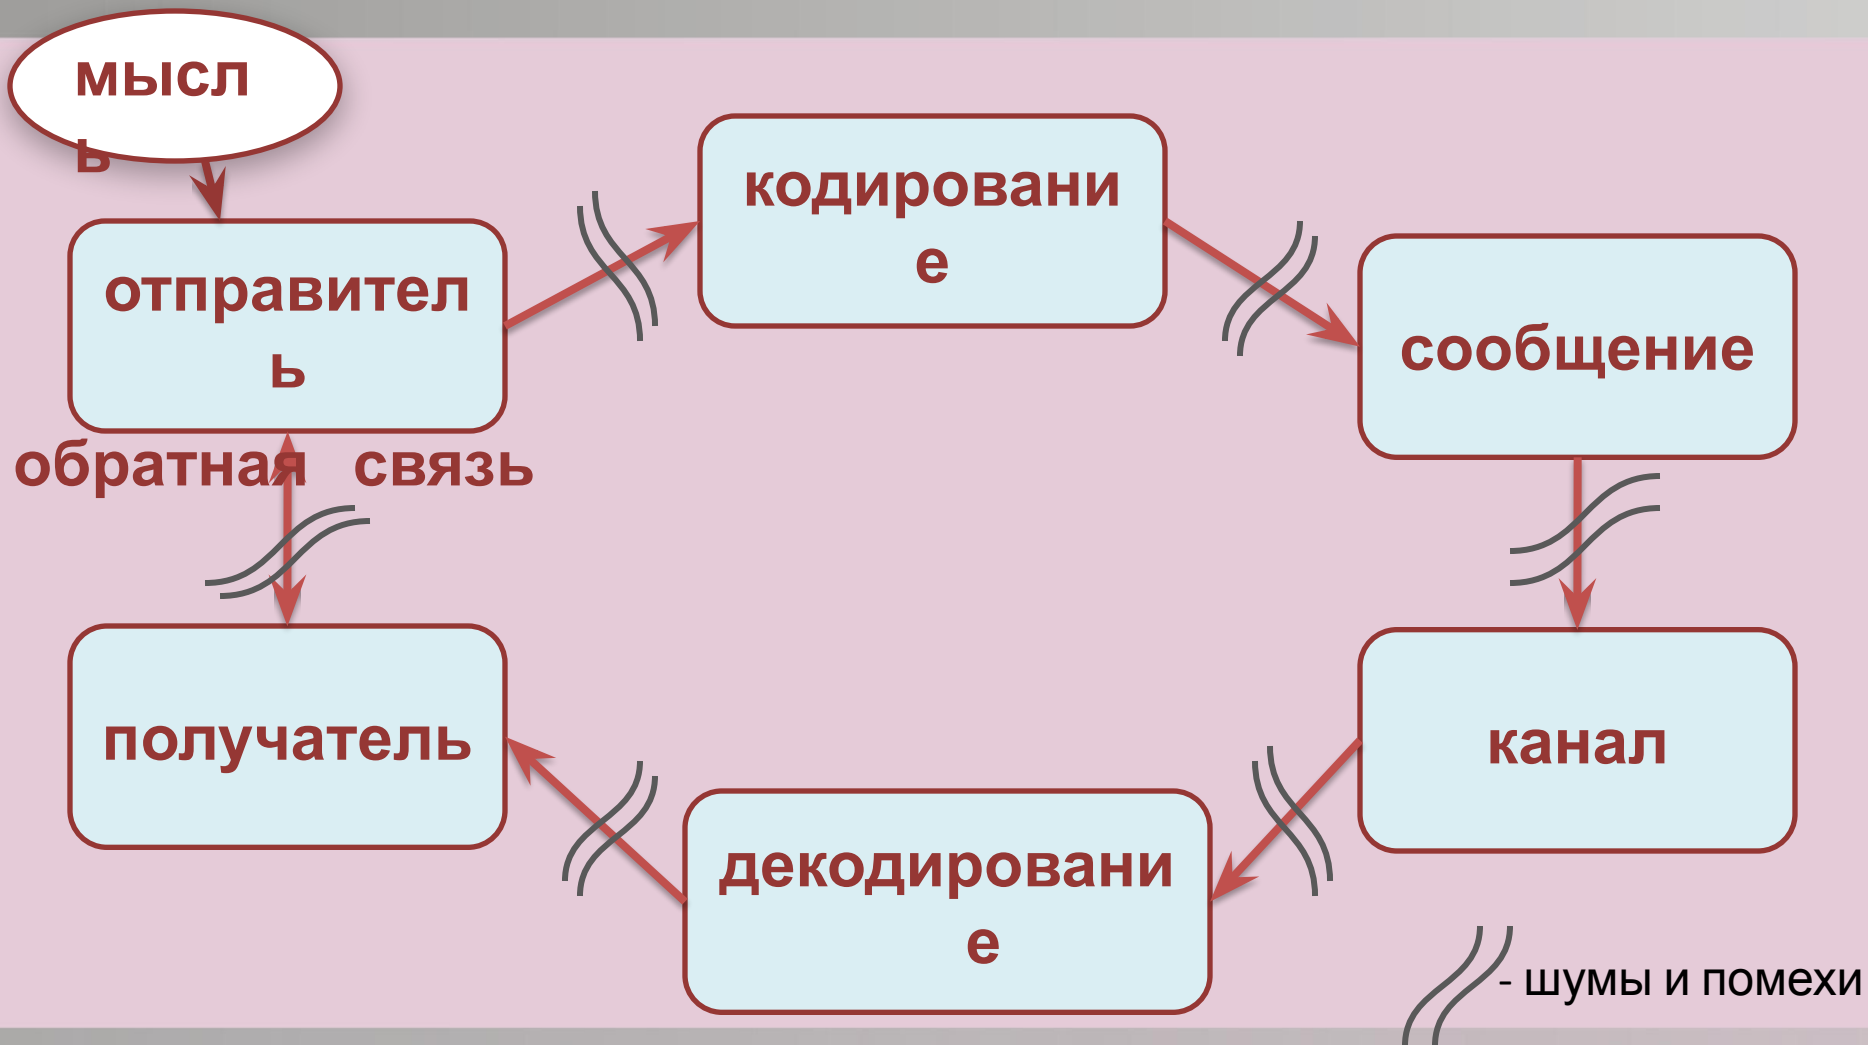 мысл
ь
отправител
ь
кодировани
е
сообщение
обратная связь
получатель
канал
декодировани
е
- шумы и помехи